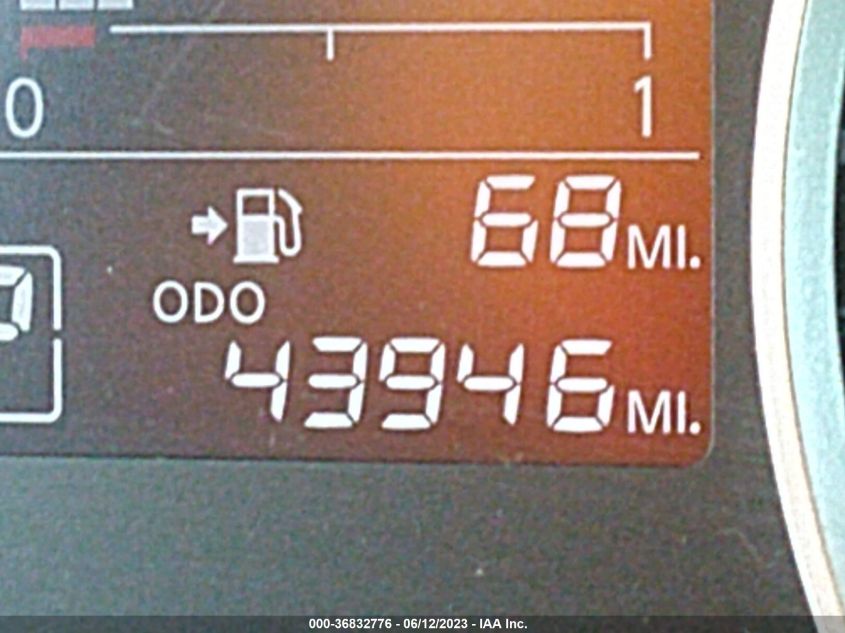 0 1
68 MI.
ODO
43946 MI.
000-36832776 - 06/12/2023 - IAA Inc.